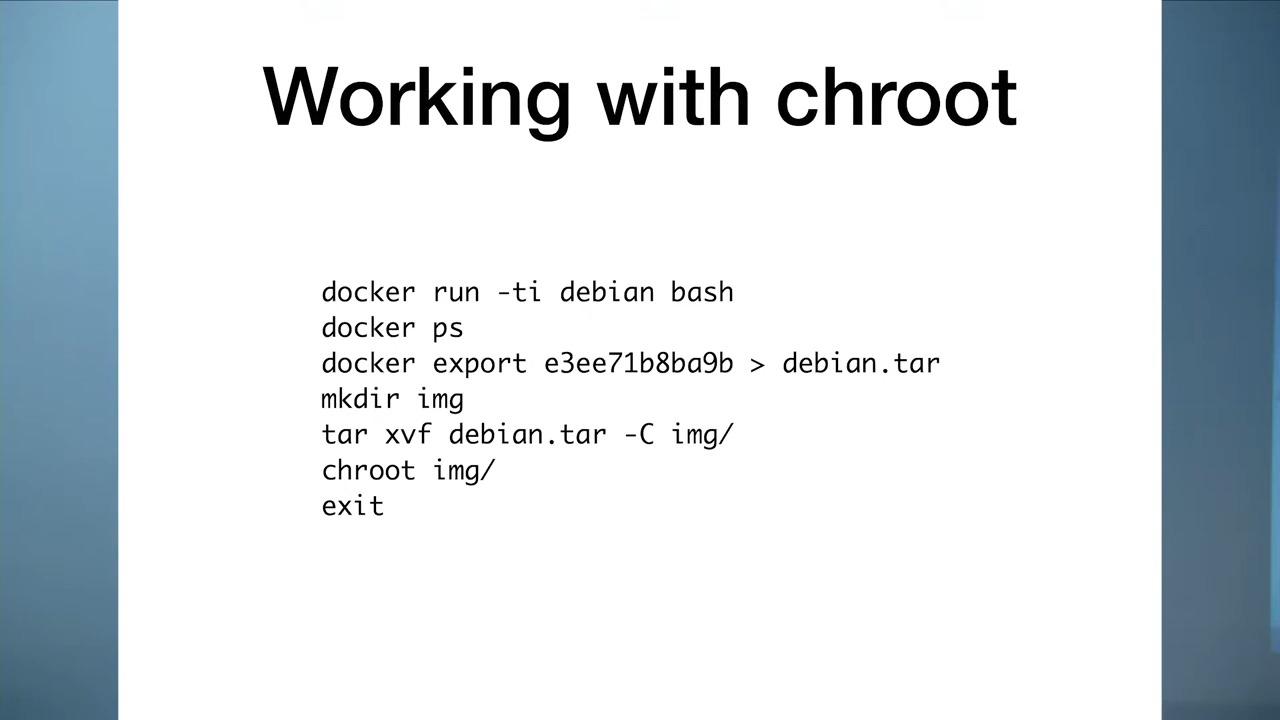 Working with chroot
docker run -ti debian bash
docker ps
docker export e3ee71b8ba9b > debian.tar
mkdir img
tar xvf debian.tar -C img/
chroot img/
exit